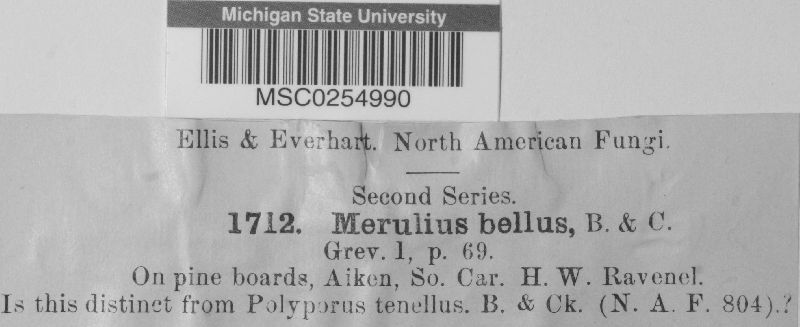 Michigan State University
MSC0254990
Ellis & Everhart. North American Fungi.
Second Series.
1712. Merulius bellus, B. & C.
Grev. 1, p. 69.
On pine boards, Aiken, So. Car. H. W. Ravenel.
Is this distinct from Polyporus tenellus. B. & Ck. (N. A. F. 804).?